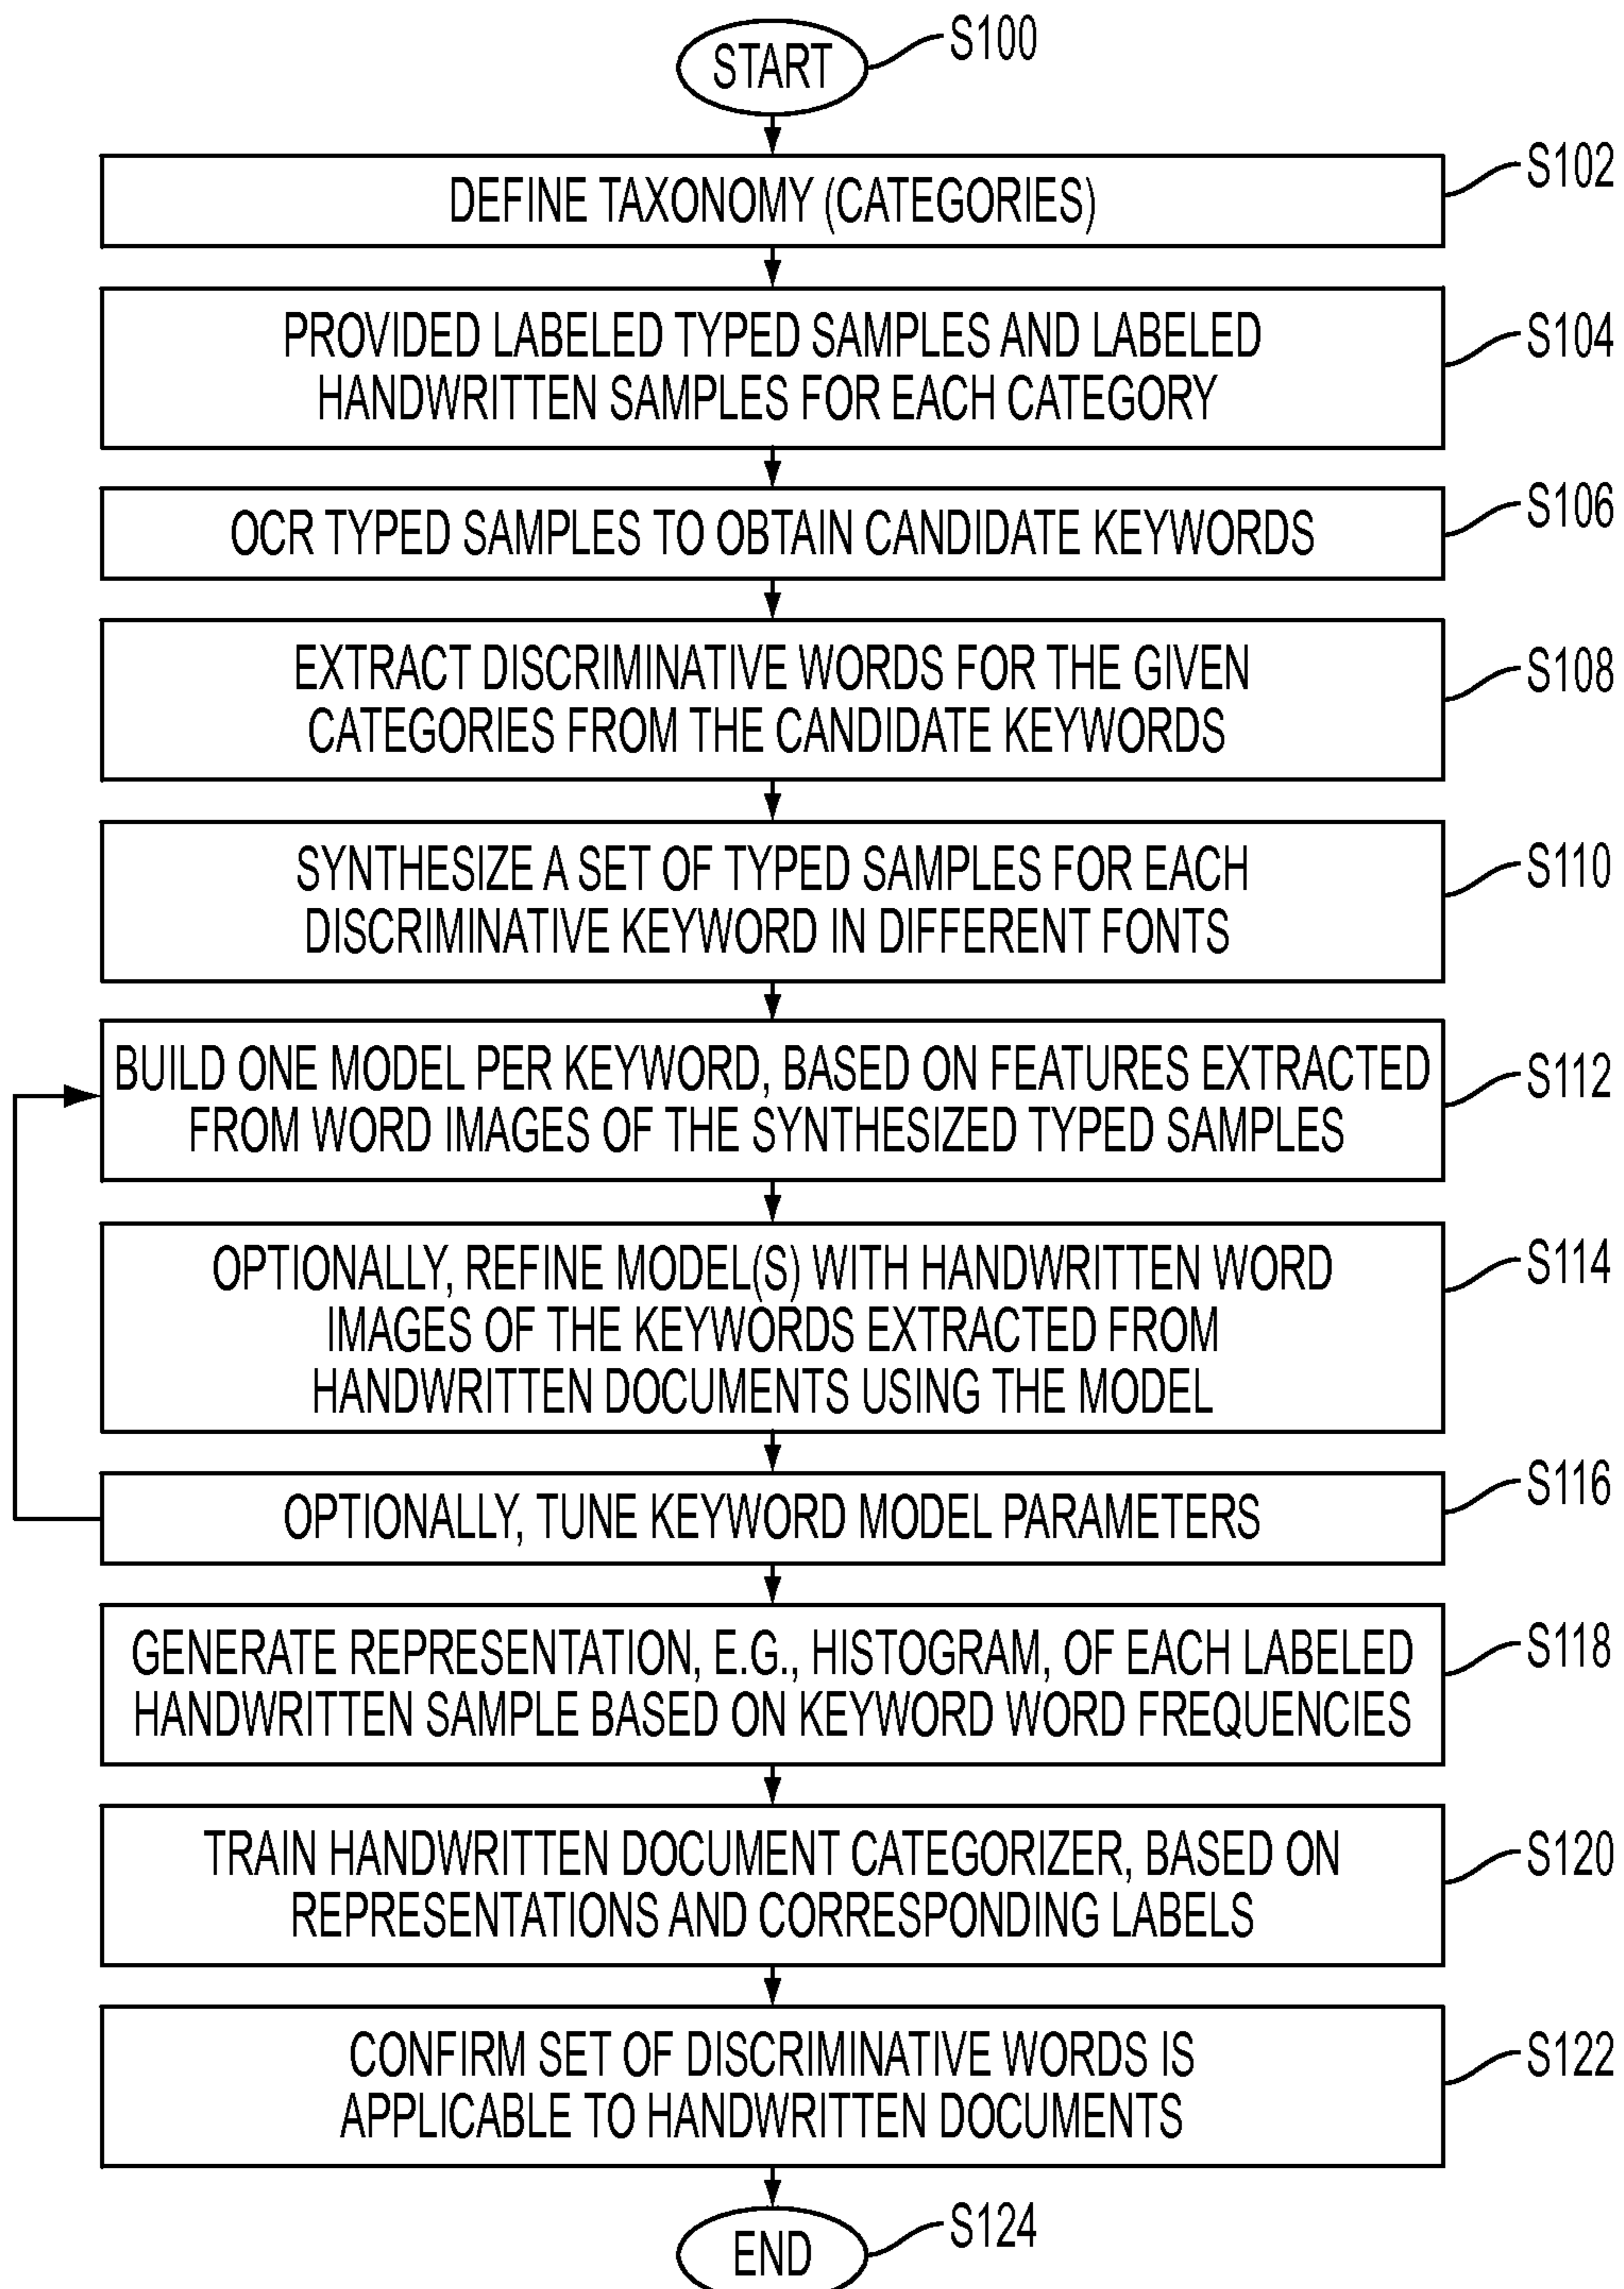 START
S100
DEFINE TAXONOMY (CATEGORIES)
S102
PROVIDED LABELED TYPED SAMPLES AND LABELED
HANDWRITTEN SAMPLES FOR EACH CATEGORY
S104
OCR TYPED SAMPLES TO OBTAIN CANDIDATE KEYWORDS
S106
EXTRACT DISCRIMINATIVE WORDS FOR THE GIVEN
CATEGORIES FROM THE CANDIDATE KEYWORDS
S108
SYNTHESIZE A SET OF TYPED SAMPLES FOR EACH
DISCRIMINATIVE KEYWORD IN DIFFERENT FONTS
S110
BUILD ONE MODEL PER KEYWORD, BASED ON FEATURES EXTRACTED
FROM WORD IMAGES OF THE SYNTHESIZED TYPED SAMPLES
S112
OPTIONALLY, REFINE MODEL(S) WITH HANDWRITTEN WORD
IMAGES OF THE KEYWORDS EXTRACTED FROM
HANDWRITTEN DOCUMENTS USING THE MODEL
S114
OPTIONALLY, TUNE KEYWORD MODEL PARAMETERS
S116
GENERATE REPRESENTATION, E.G., HISTOGRAM, OF EACH LABELED
HANDWRITTEN SAMPLE BASED ON KEYWORD WORD FREQUENCIES
S118
TRAIN HANDWRITTEN DOCUMENT CATEGORIZER, BASED ON
REPRESENTATIONS AND CORRESPONDING LABELS
S120
CONFIRM SET OF DISCRIMINATIVE WORDS IS
APPLICABLE TO HANDWRITTEN DOCUMENTS
S122
END
S124